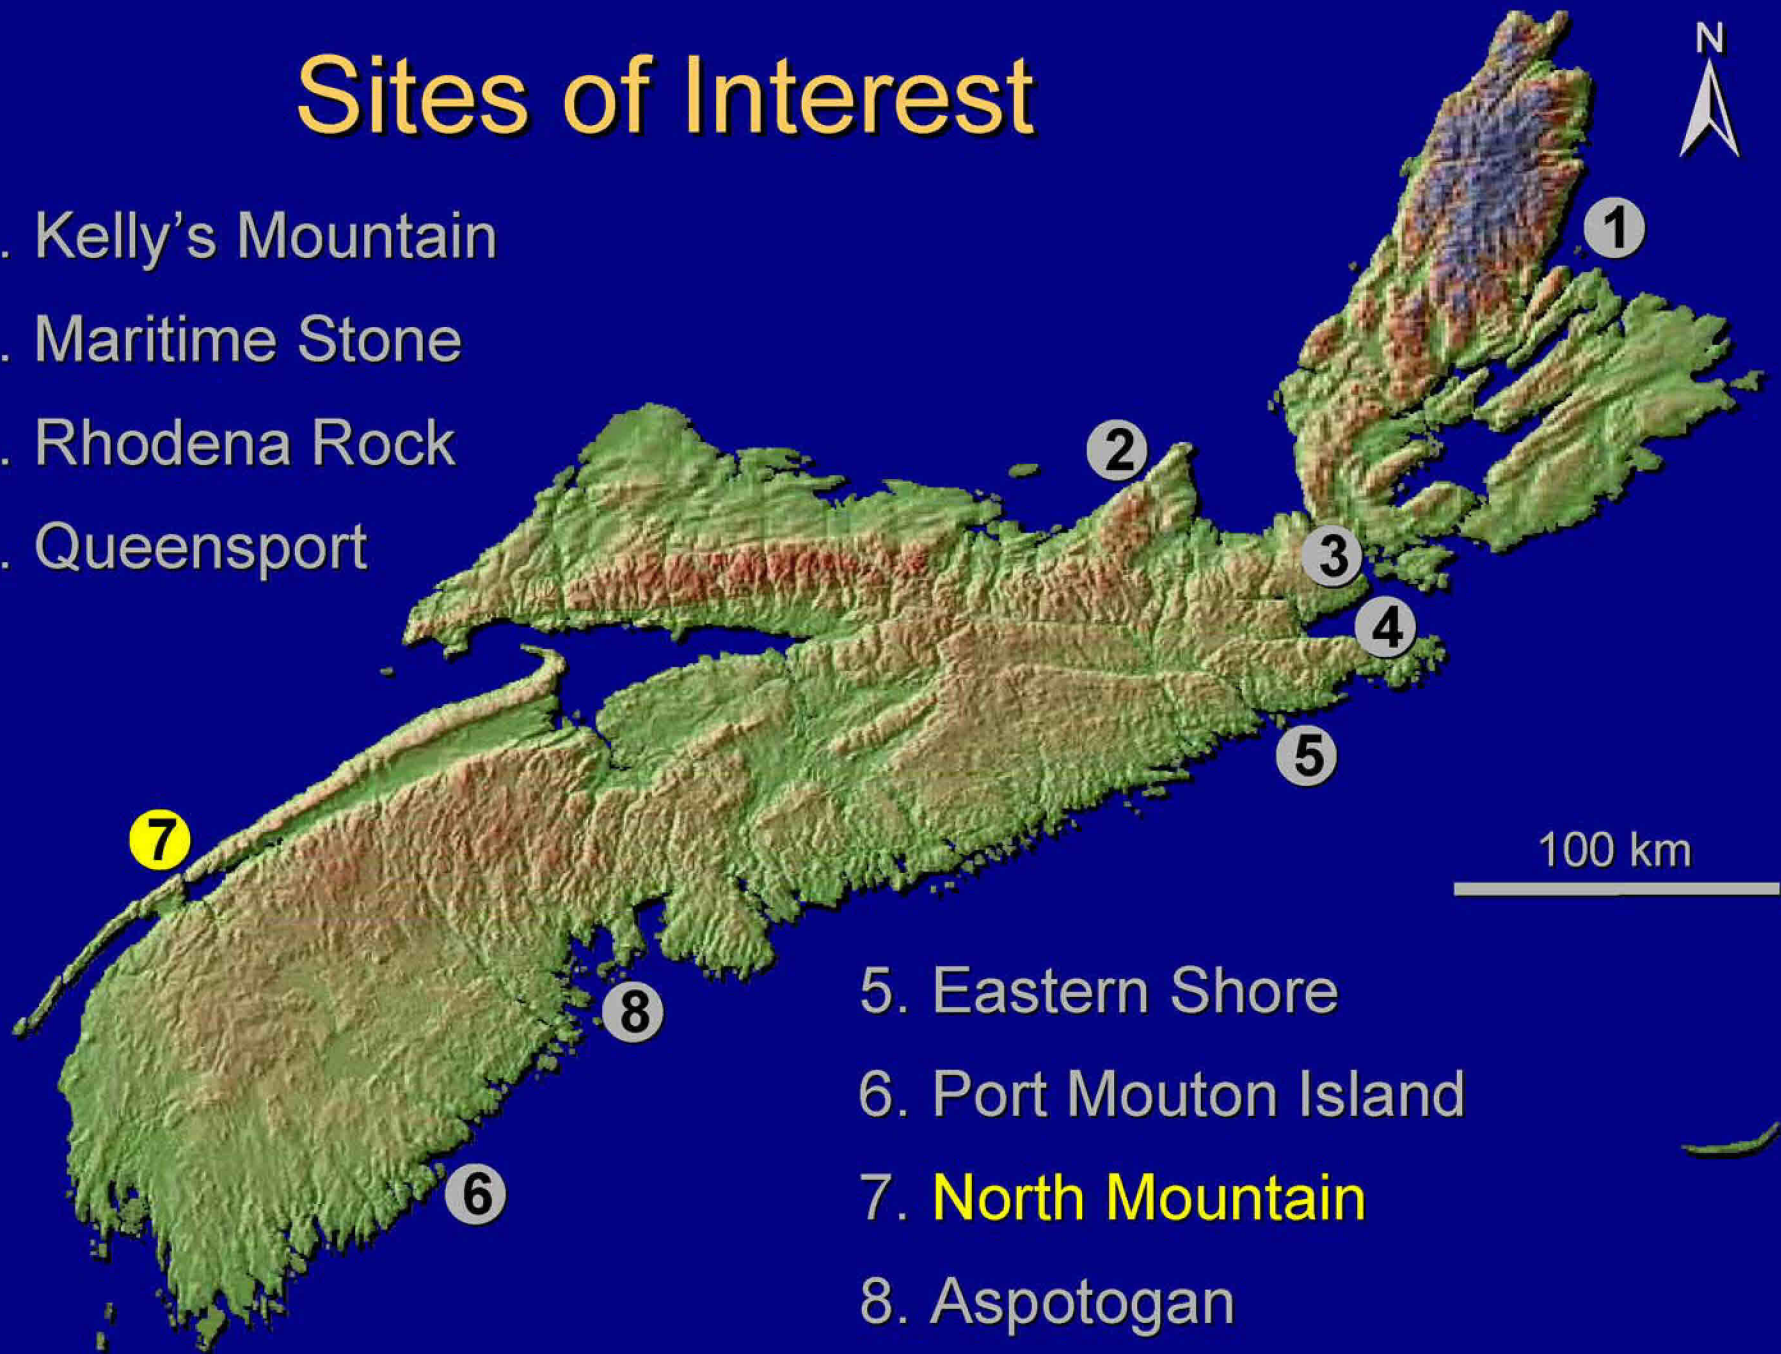 Sites of Interest
N
. Kelly's Mountain
. Maritime Stone
. Rhodena Rock
. Queensport
1
2
3
4
5
7
100 km
8
6
5. Eastern Shore
6. Port Mouton Island
7. North Mountain
8. Aspotogan